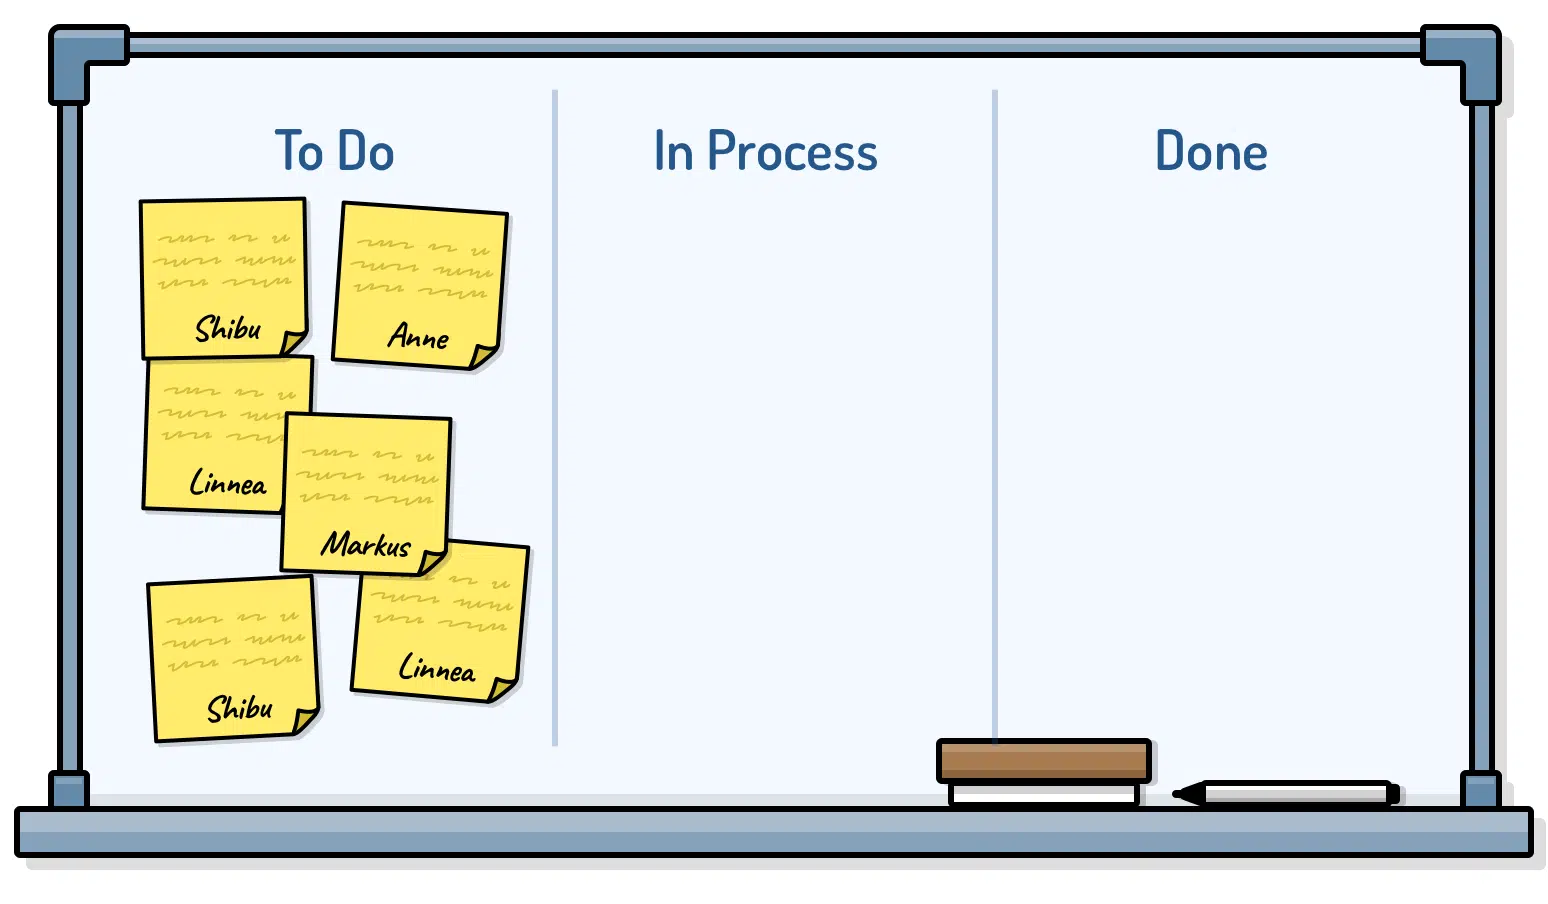 To Do
In Process
Done
Shibu
Anne
Linnea
Markus
Linnea
Shibu